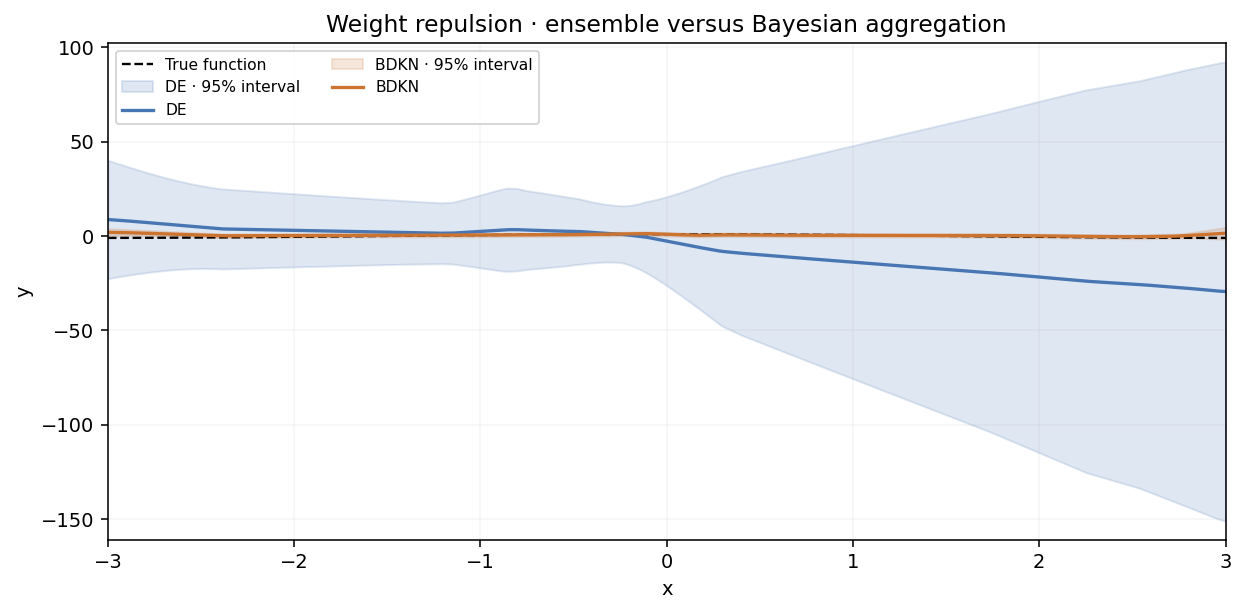 Weight repulsion · ensemble versus Bayesian aggregation
True function
DE · 95% interval
DE
BDKN · 95% interval
BDKN
100
50
0
−50
−100
−150
y
−3
−2
−1
0
1
2
3
x